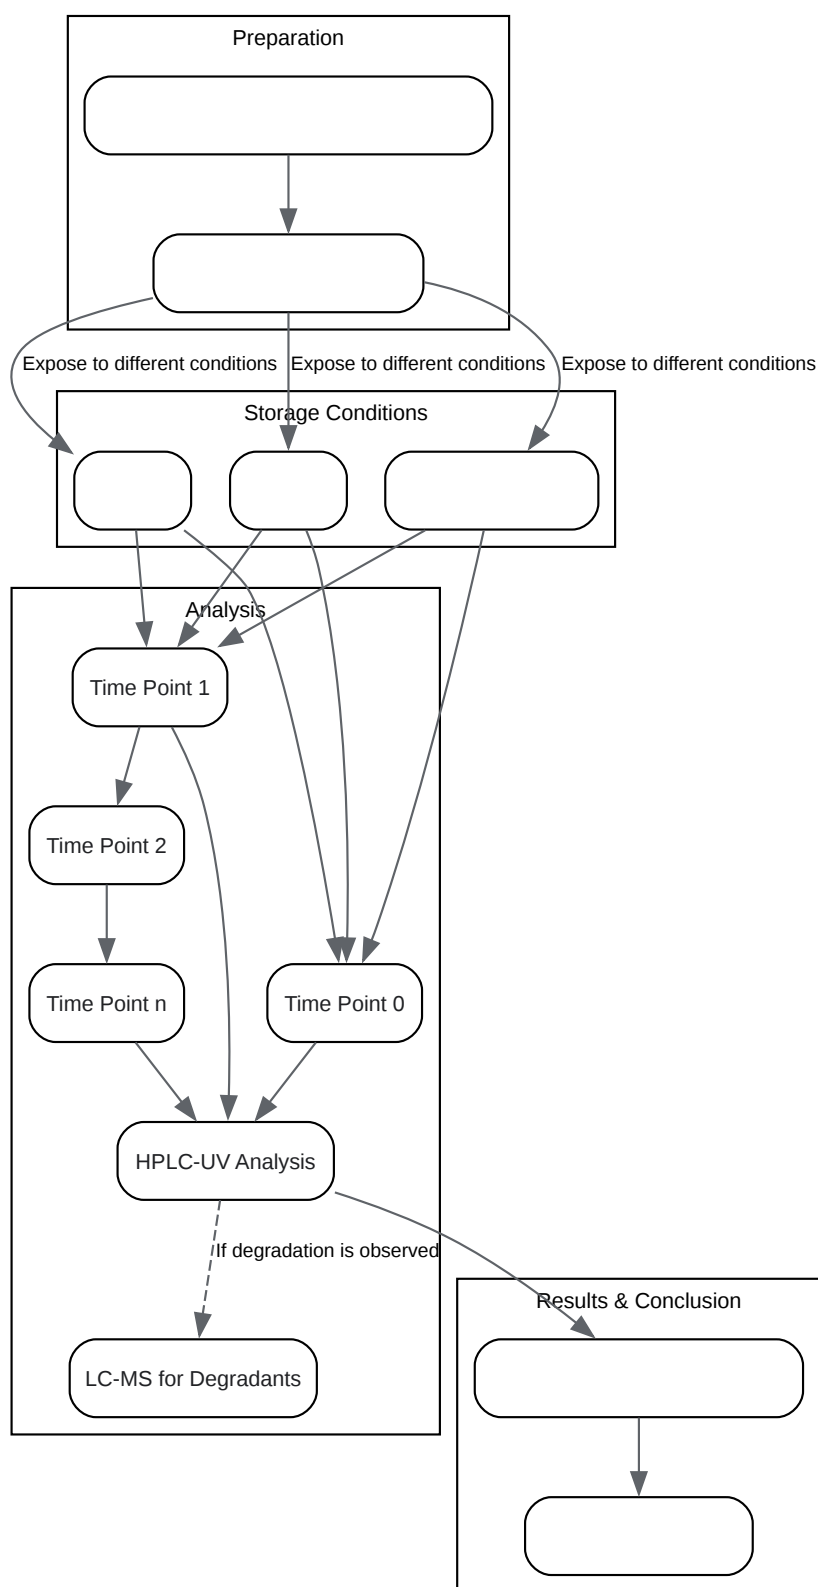 Preparation
Expose to different conditions
Expose to different conditions
Expose to different conditions
Storage Conditions
Analysis
Time Point 1
Time Point 2
Time Point n
Time Point 0
HPLC-UV Analysis
If degradation is observed
Results & Conclusion
LC-MS for Degradants